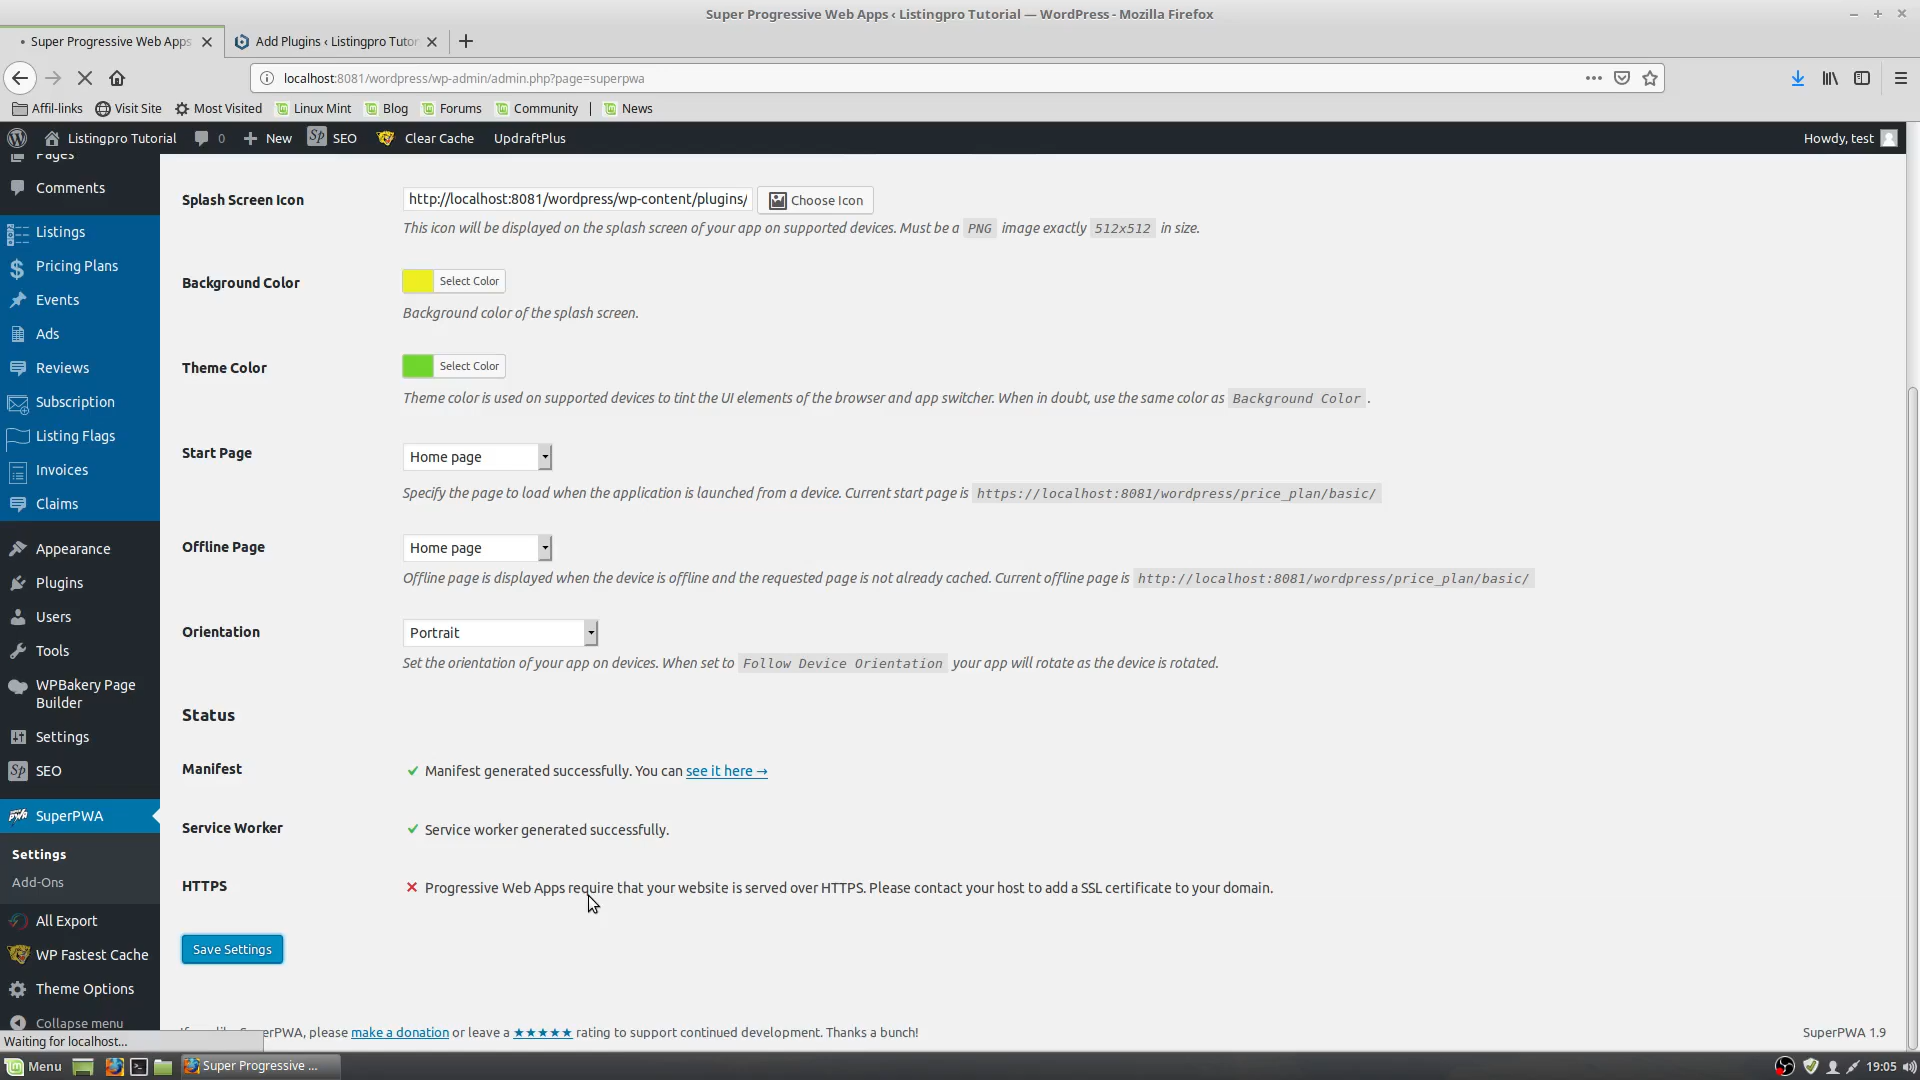 Super Progressive Web Apps ‹ Listingpro Tutorial — WordPress - Mozilla Firefox
Super Progressive Web Apps
Add Plugins ‹ Listingpro Tutor
localhost:8081/wordpress/wp-admin/admin.php?page=superpwa
Affil-links Visit Site Most Visited Linux Mint Blog Forums Community | News
Listingpro Tutorial 0 New SEO Clear Cache UpdraftPlus Howdy, test
Pages
Comments
Listings
Pricing Plans
Events
Ads
Reviews
Subscription
Listing Flags
Invoices
Claims
Appearance
Plugins
Users
Tools
WPBakery Page
Builder
Settings
SEO
SuperPWA
Settings
Add-Ons
All Export
WP Fastest Cache
Theme Options
Collapse menu
Splash Screen Icon http://localhost:8081/wordpress/wp-content/plugins/ Choose Icon
This icon will be displayed on the splash screen of your app on supported devices. Must be a PNG image exactly 512x512 in size.
Background Color Select Color
Background color of the splash screen.
Theme Color Select Color
Theme color is used on supported devices to tint the UI elements of the browser and app switcher. When in doubt, use the same color as Background Color .
Start Page Home page
Specify the page to load when the application is launched from a device. Current start page is https://localhost:8081/wordpress/price_plan/basic/
Offline Page Home page
Offline page is displayed when the device is offline and the requested page is not already cached. Current offline page is http://localhost:8081/wordpress/price_plan/basic/
Orientation Portrait
Set the orientation of your app on devices. When set to Follow Device Orientation your app will rotate as the device is rotated.
Status
Manifest Manifest generated successfully. You can see it here →
Service Worker Service worker generated successfully.
HTTPS Progressive Web Apps require that your website is served over HTTPS. Please contact your host to add a SSL certificate to your domain.
Save Settings
SuperPWA, please make a donation or leave a ★★★★★ rating to support continued development. Thanks a bunch! SuperPWA 1.9
Waiting for localhost...
Menu Super Progressive ... 19:05